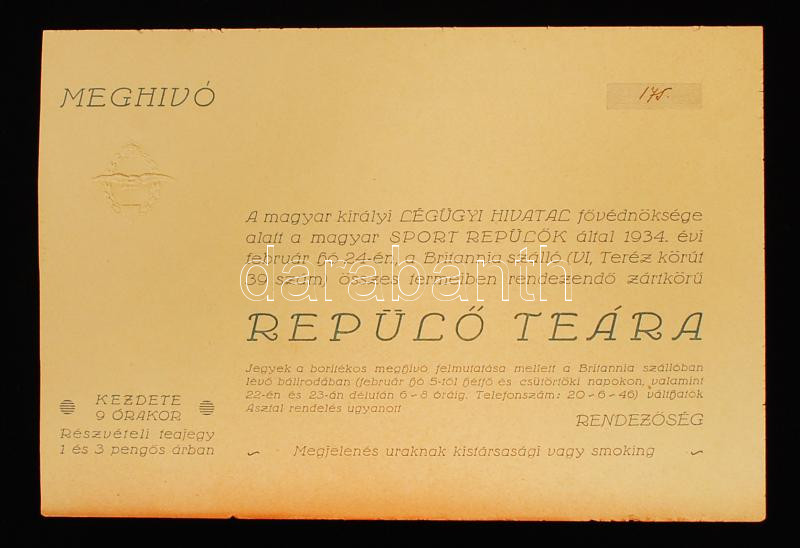 MEGHIVÓ
175.
A magyar királyi LÉGÜGYI HIVATAL fővédnöksége
alatt a magyar SPORT REPÜLŐK által 1934. évi
február hó 24-én, a Britannia szálló (VI, Teréz körút
39 szám) összes termeiben rendezendő zártkörű
REPÜLŐ TEÁRA
Jegyek a borítékos meghívó felmutatása mellett a Britannia szállóban
lévő bálirodában (február hó 5-től hétfő és csütörtöki napokon, valamint
22-én és 23-án délután 6-8 óráig. Telefonszám: 20-6-46) válthatók
Asztal rendelés ugyanott
RENDEZŐSÉG
KEZDETE
9 ÓRAKOR
Részvételi teajegy
1 és 3 pengős árban
Megjelenés uraknak kistársasági vagy smoking
darabanth